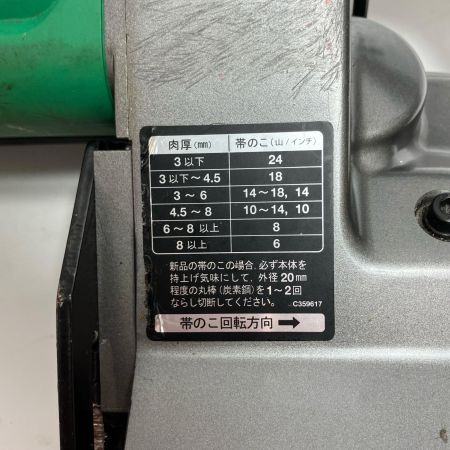 肉厚(mm) 帯のこ(山/インチ)
3以下 24
3以下～4.5 18
3～6 14～18, 14
4.5～8 10～14, 10
6～8以上 8
8以上 6
新品の帯のこの場合、必ず本体を
持上げ気味にして、外径20mm
程度の丸棒(炭素鋼)を1～2回
ならし切断してください。 C359617
帯のこ回転方向→